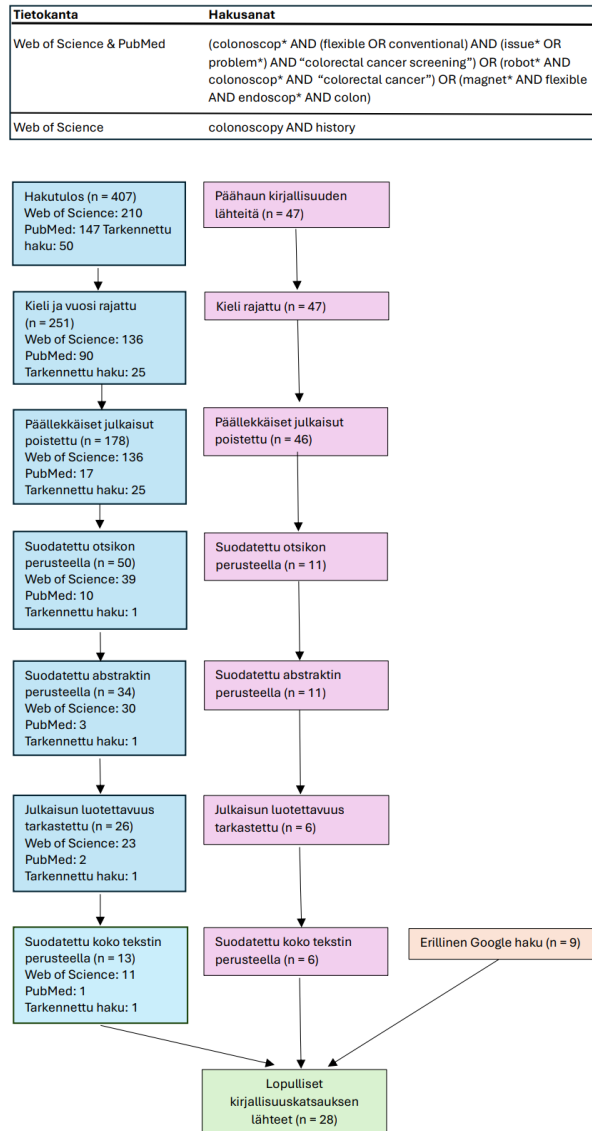 Tietokanta Hakusanat
Web of Science & PubMed (colonoscop* AND (flexible OR conventional) AND (issue* OR
problem*) AND “colorectal cancer screening”) OR (robot* AND
colonoscop* AND “colorectal cancer”) OR (magnet* AND flexible
AND endoscop* AND colon)
Web of Science colonoscopy AND history
Hakutulos (n = 407)
Web of Science: 210
PubMed: 147 Tarkennettu
haku: 50
Päähaun kirjallisuuden
lähteitä (n = 47)
Kieli ja vuosi rajattu
(n = 251)
Web of Science: 136
PubMed: 90
Tarkennettu haku: 25
Kieli rajattu (n = 47)
Päällekkäiset julkaisut
poistettu (n = 178)
Web of Science: 136
PubMed: 17
Tarkennettu haku: 25
Päällekkäiset julkaisut
poistettu (n = 46)
Suodatettu otsikon
perusteella (n = 50)
Web of Science: 39
PubMed: 10
Tarkennettu haku: 1
Suodatettu otsikon
perusteella (n = 11)
Suodatettu abstraktin
perusteella (n = 34)
Web of Science: 30
PubMed: 3
Tarkennettu haku: 1
Suodatettu abstraktin
perusteella (n = 11)
Julkaisun luotettavuus
tarkastettu (n = 26)
Web of Science: 23
PubMed: 2
Tarkennettu haku: 1
Julkaisun luotettavuus
tarkastettu (n = 6)
Suodatettu koko tekstin
perusteella (n = 13)
Web of Science: 11
PubMed: 1
Tarkennettu haku: 1
Suodatettu koko tekstin
perusteella (n = 6)
Erillinen Google haku (n = 9)
Lopulliset
kirjallisuuskatsauksen
lähteet (n = 28)